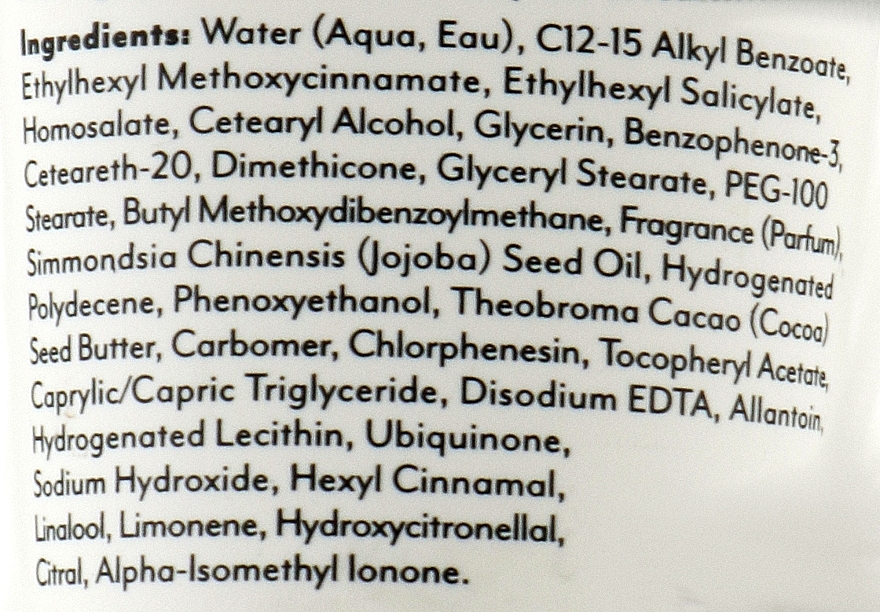 Ingredients: Water (Aqua, Eau), C12-15 Alkyl Benzoate,
Ethylhexyl Methoxycinnamate, Ethylhexyl Salicylate,
Homosalate, Cetearyl Alcohol, Glycerin, Benzophenone-3,
Ceteareth-20, Dimethicone, Glyceryl Stearate, PEG-100
Stearate, Butyl Methoxydibenzoylmethane, Fragrance (Parfum),
Simmondsia Chinensis (Jojoba) Seed Oil, Hydrogenated
Polydecene, Phenoxyethanol, Theobroma Cacao (Cocoa)
Seed Butter, Carbomer, Chlorphenesin, Tocopheryl Acetate,
Caprylic/Capric Triglyceride, Disodium EDTA, Allantoin,
Hydrogenated Lecithin, Ubiquinone,
Sodium Hydroxide, Hexyl Cinnamal,
Linalool, Limonene, Hydroxycitronellal,
Citral, Alpha-Isomethyl Ionone.